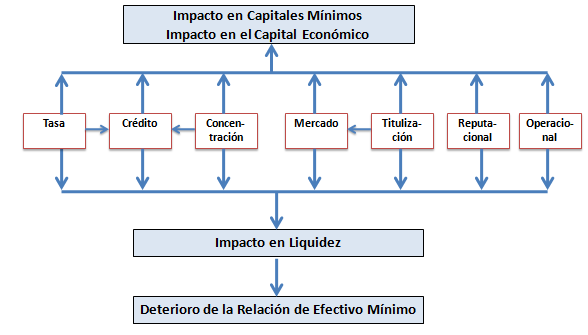 Impacto en Capitales Mínimos
Impacto en el Capital Económico
Tasa
Crédito
Concen-
tración
Mercado
Tituliza-
ción
Reputa-
cional
Operacio-
nal
Impacto en Liquidez
Deterioro de la Relación de Efectivo Mínimo